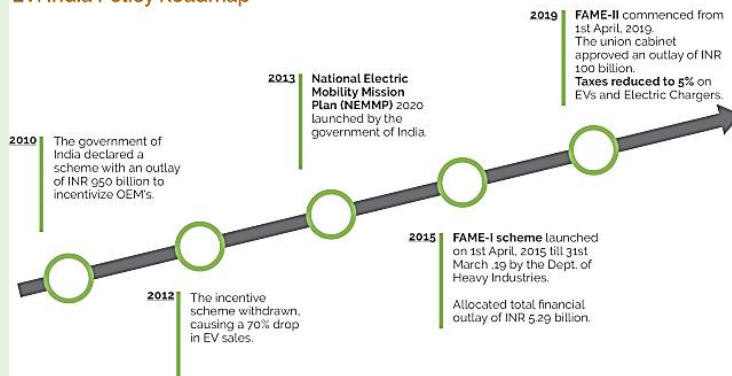 EV: India Policy Roadmap
2010
The government of
India declared a
scheme with an outlay
of INR 950 billion to
incentivize OEM's.
2012
The incentive
scheme withdrawn,
causing a 70% drop
in EV sales.
2013
National Electric
Mobility Mission
Plan (NEMMP) 2020
launched by the
government of India.
2015
FAME-I scheme launched
on 1st April, 2015 till 31st
March ,19 by the Dept. of
Heavy Industries.
Allocated total financial
outlay of INR 5.29 billion.
2019
FAME-II commenced from
1st April, 2019.
The union cabinet
approved an outlay of INR
100 billion.
Taxes reduced to 5% on
EVs and Electric Chargers.